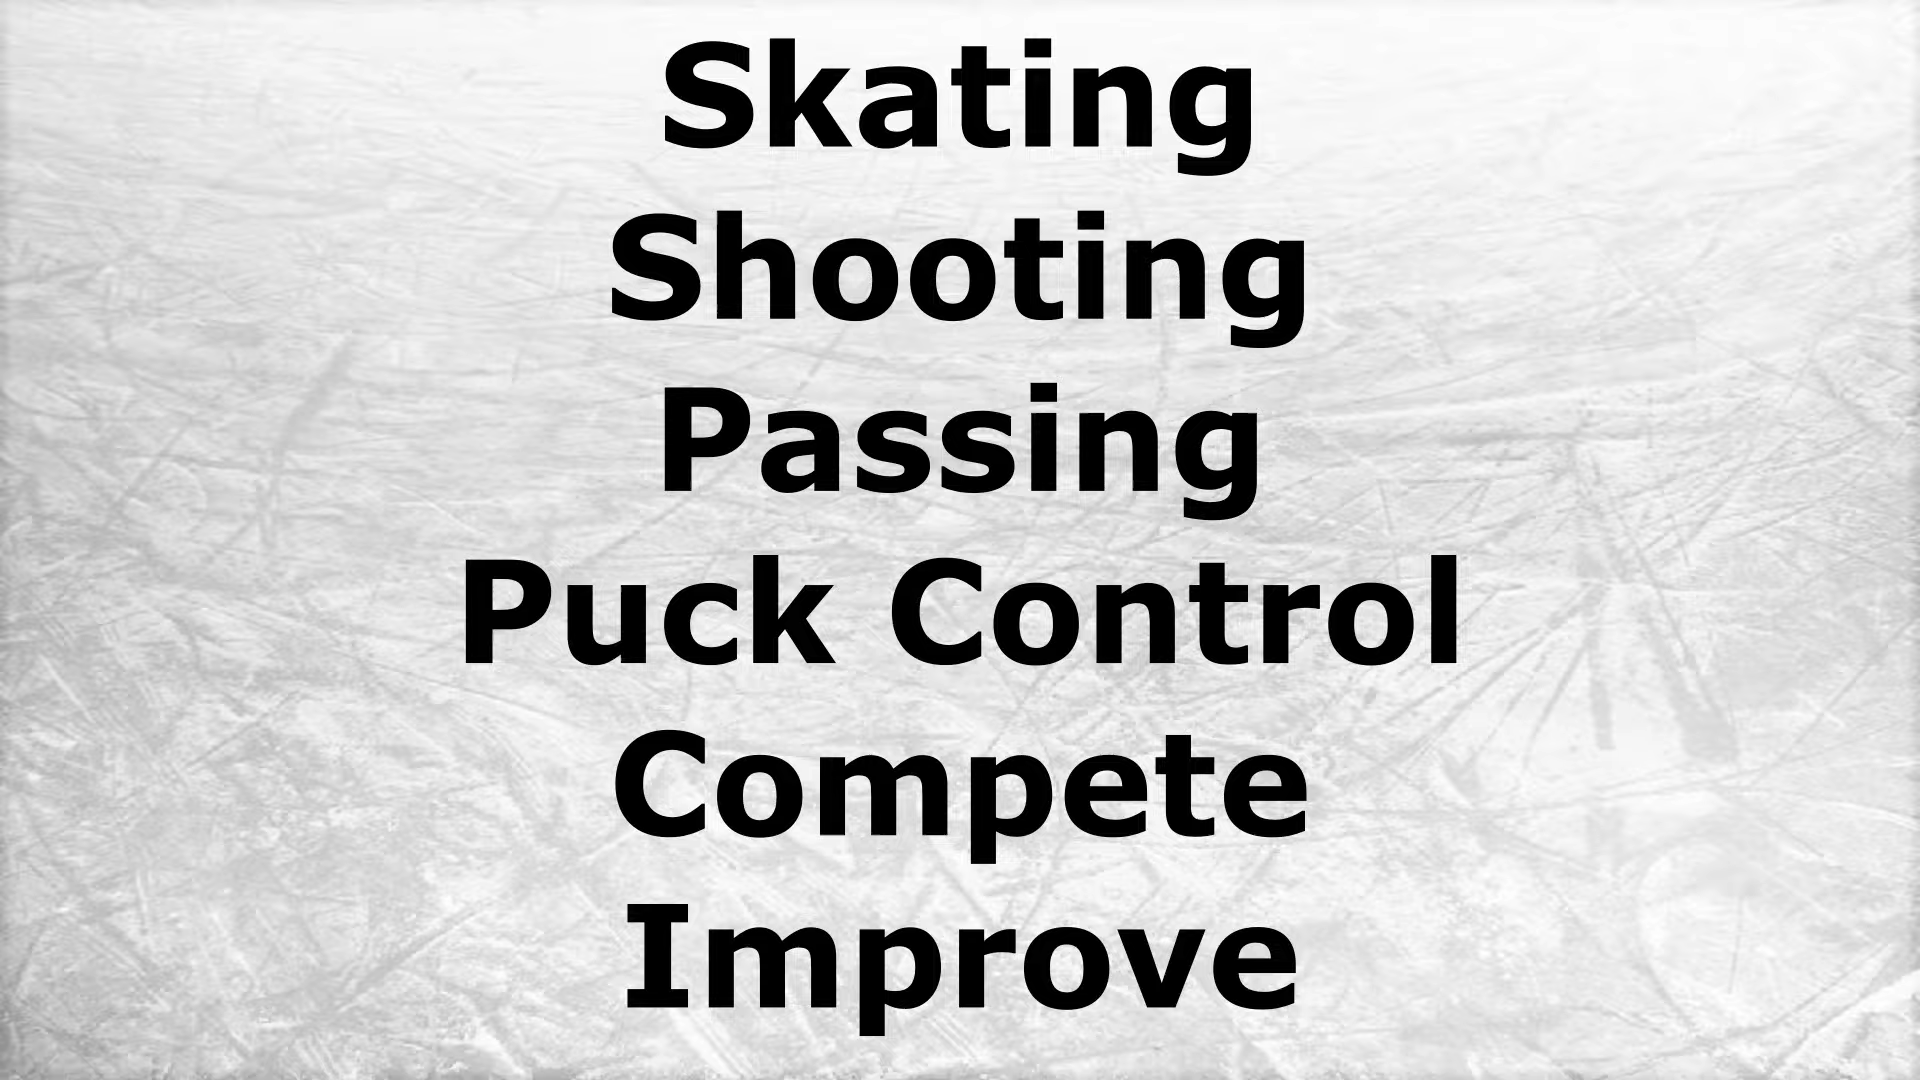 Skating
Shooting
Passing
Puck Control
Compete
Improve